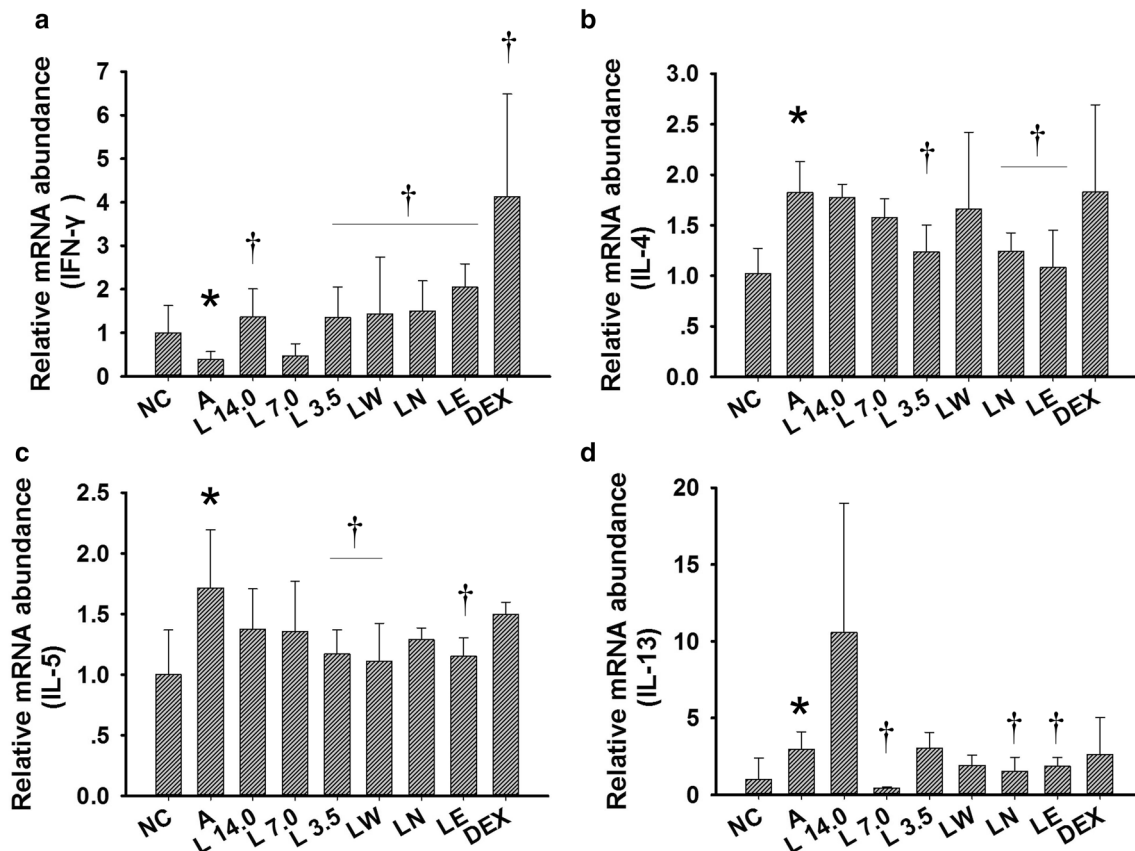 a
Relative mRNA abundance
(IFN-γ)
7
6
5
4
3
2
1
0
*
†
†
†
NC A L 14.0 L 7.0 L 3.5 LW LN LE DEX
b
Relative mRNA abundance
(IL-4)
3.0
2.5
2.0
1.5
1.0
.5
0.0
*
†
†
NC A L 14.0 L 7.0 L 3.5 LW LN LE DEX
c
Relative mRNA abundance
(IL-5)
2.5
2.0
1.5
1.0
.5
0.0
*
†
†
NC A L 14.0 L 7.0 L 3.5 LW LN LE DEX
d
Relative mRNA abundance
(IL-13)
20
15
10
5
0
*
†
†
†
NC A L 14.0 L 7.0 L 3.5 LW LN LE DEX